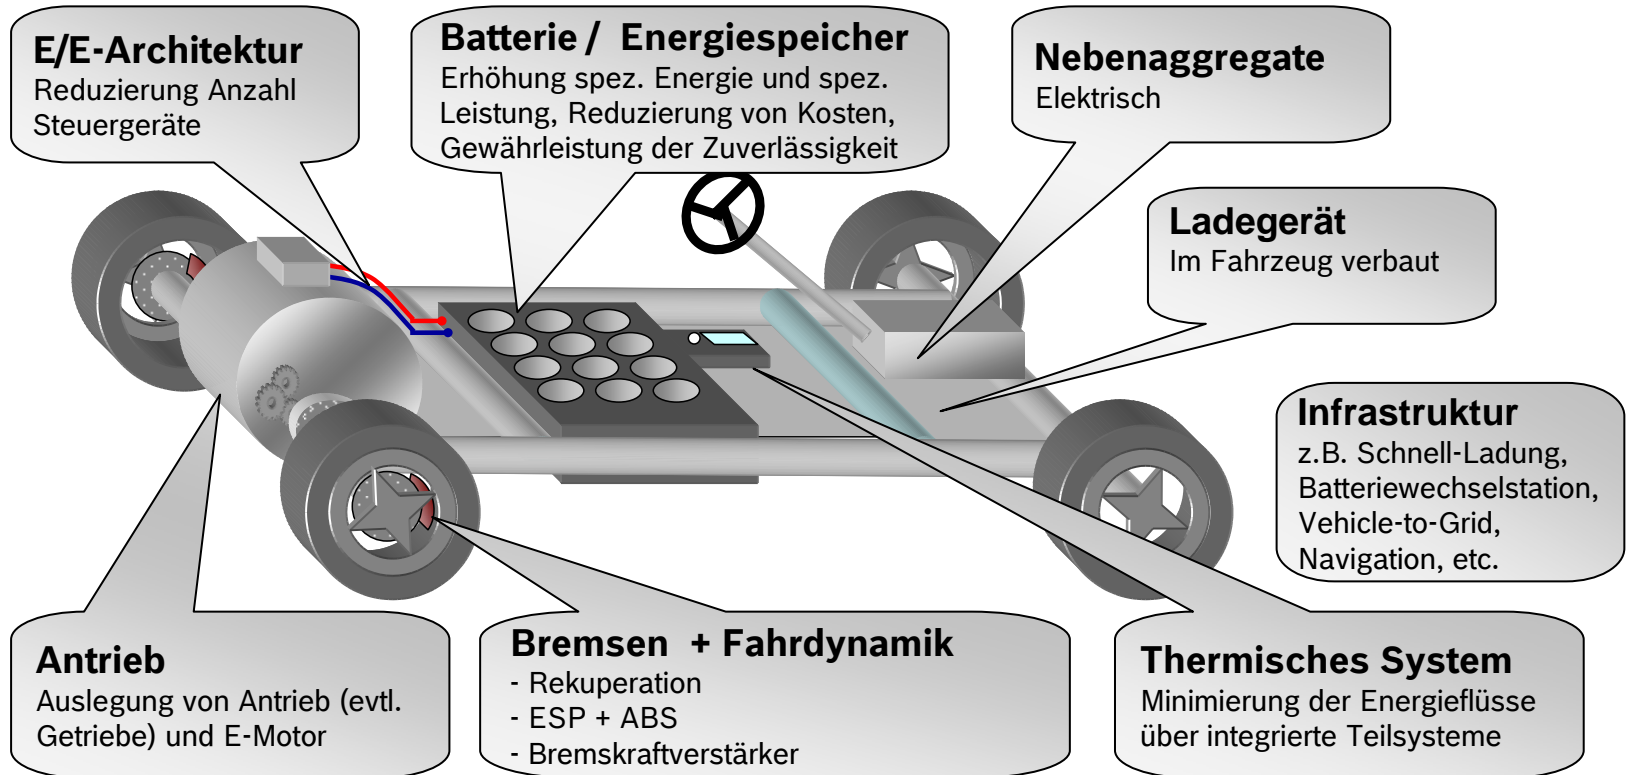 E/E-Architektur
Reduzierung Anzahl
Steuergeräte
Batterie / Energiespeicher
Erhöhung spez. Energie und spez.
Leistung, Reduzierung von Kosten,
Gewährleistung der Zuverlässigkeit
Nebenaggregate
Elektrisch
Ladegerät
Im Fahrzeug verbaut
Infrastruktur
z.B. Schnell-Ladung,
Batteriewechselstation,
Vehicle-to-Grid,
Navigation, etc.
Antrieb
Auslegung von Antrieb (evtl.
Getriebe) und E-Motor
Bremsen + Fahrdynamik
- Rekuperation
- ESP + ABS
- Bremskraftverstärker
Thermisches System
Minimierung der Energieflüsse
über integrierte Teilsysteme